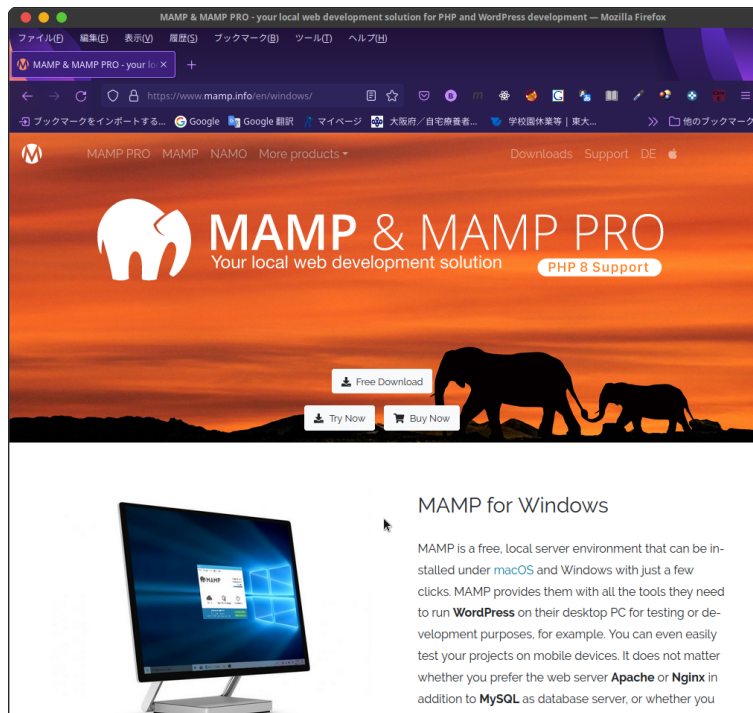 MAMP & MAMP PRO - your local web development solution for PHP and WordPress development — Mozilla Firefox
ファイル(F) 編集(E) 表示(V) 履歴(S) ブックマーク(B) ツール(T) ヘルプ(H)
MAMP & MAMP PRO - your lo
https://www.mamp.info/en/windows/
ブックマークをインポートする... Google Google 翻訳 マイページ 大阪府／自宅療養者... 学校園休業等 | 東大... 他のブックマーク
MAMP PRO MAMP NAMO More products Downloads Support DE
MAMP & MAMP PRO
Your local web development solution
PHP 8 Support
Free Download
Try Now Buy Now
MAMP for Windows
MAMP is a free, local server environment that can be in-
stalled under macOS and Windows with just a few
clicks. MAMP provides them with all the tools they need
to run WordPress on their desktop PC for testing or de-
velopment purposes, for example. You can even easily
test your projects on mobile devices. It does not matter
whether you prefer the web server Apache or Nginx in
addition to MySQL as database server, or whether you
MAMP